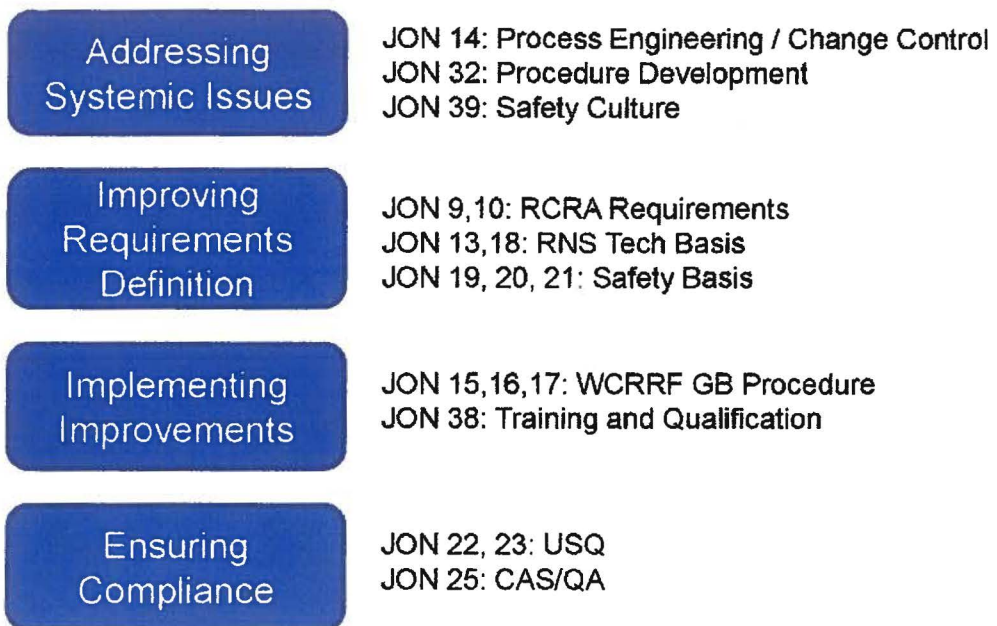 Addressing
Systemic Issues
JON 14: Process Engineering / Change Control
JON 32: Procedure Development
JON 39: Safety Culture
Improving
Requirements
Definition
JON 9,10: RCRA Requirements
JON 13,18: RNS Tech Basis
JON 19, 20, 21: Safety Basis
Implementing
Improvements
JON 15,16,17: WCRRF GB Procedure
JON 38: Training and Qualification
Ensuring
Compliance
JON 22, 23: USQ
JON 25: CAS/QA